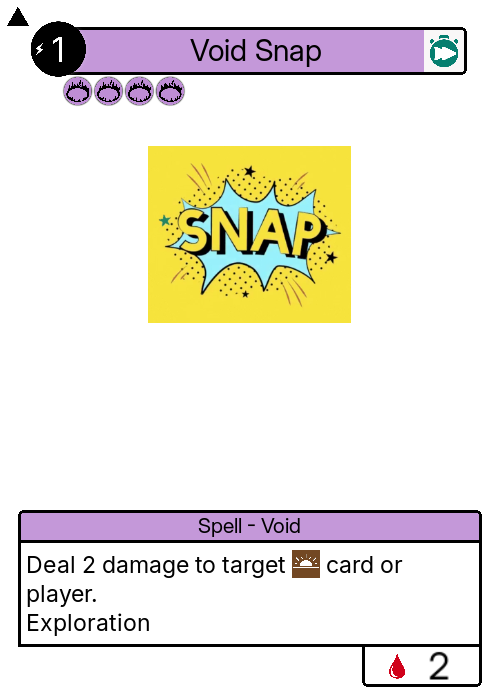 1
Void Snap
SNAP
Spell - Void
Deal 2 damage to target card or
player.
Exploration
2